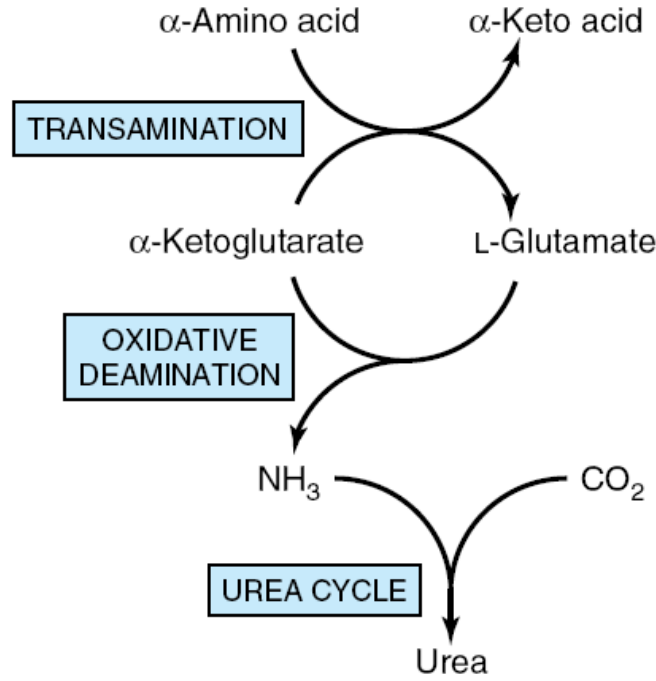 α-Amino acid
α-Keto acid
TRANSAMINATION
α-Ketoglutarate
L-Glutamate
OXIDATIVE
DEAMINATION
NH₃
CO₂
UREA CYCLE
Urea